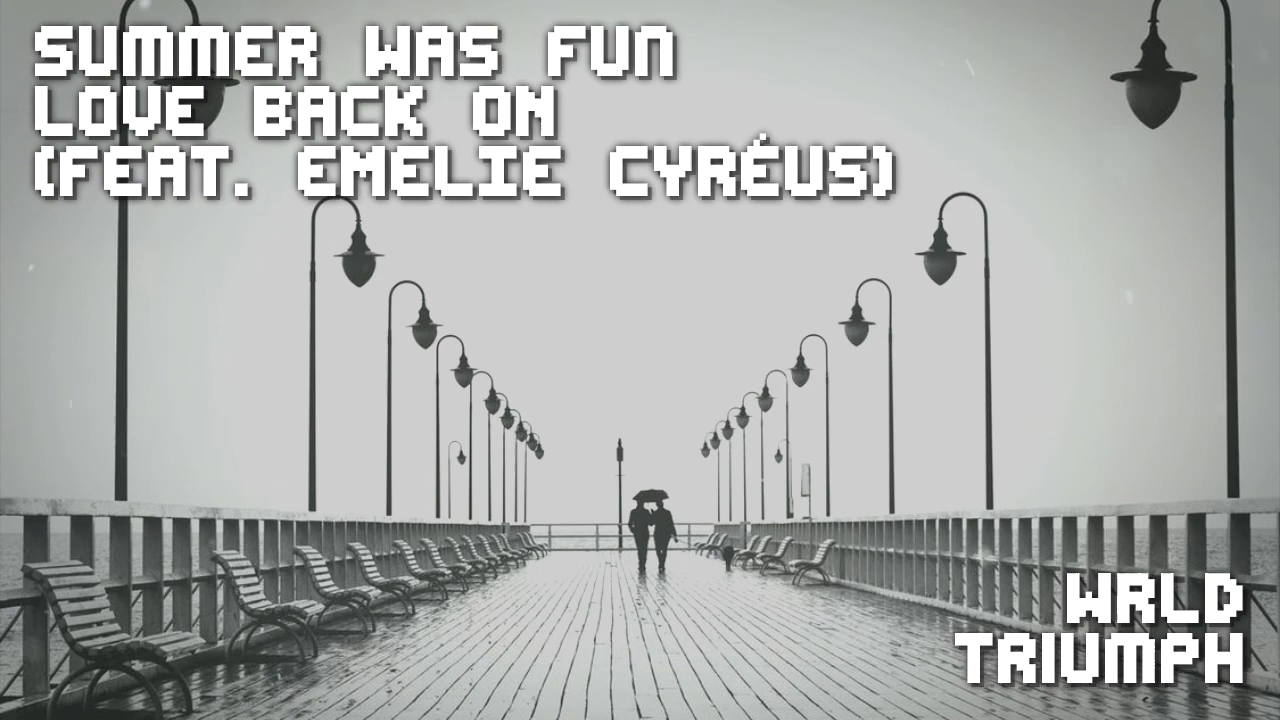 SUMMER WAS FUN
LOVE BACK ON
(FEAT. EMELIE CYRÉUS)
WRLD
TRIUMPH